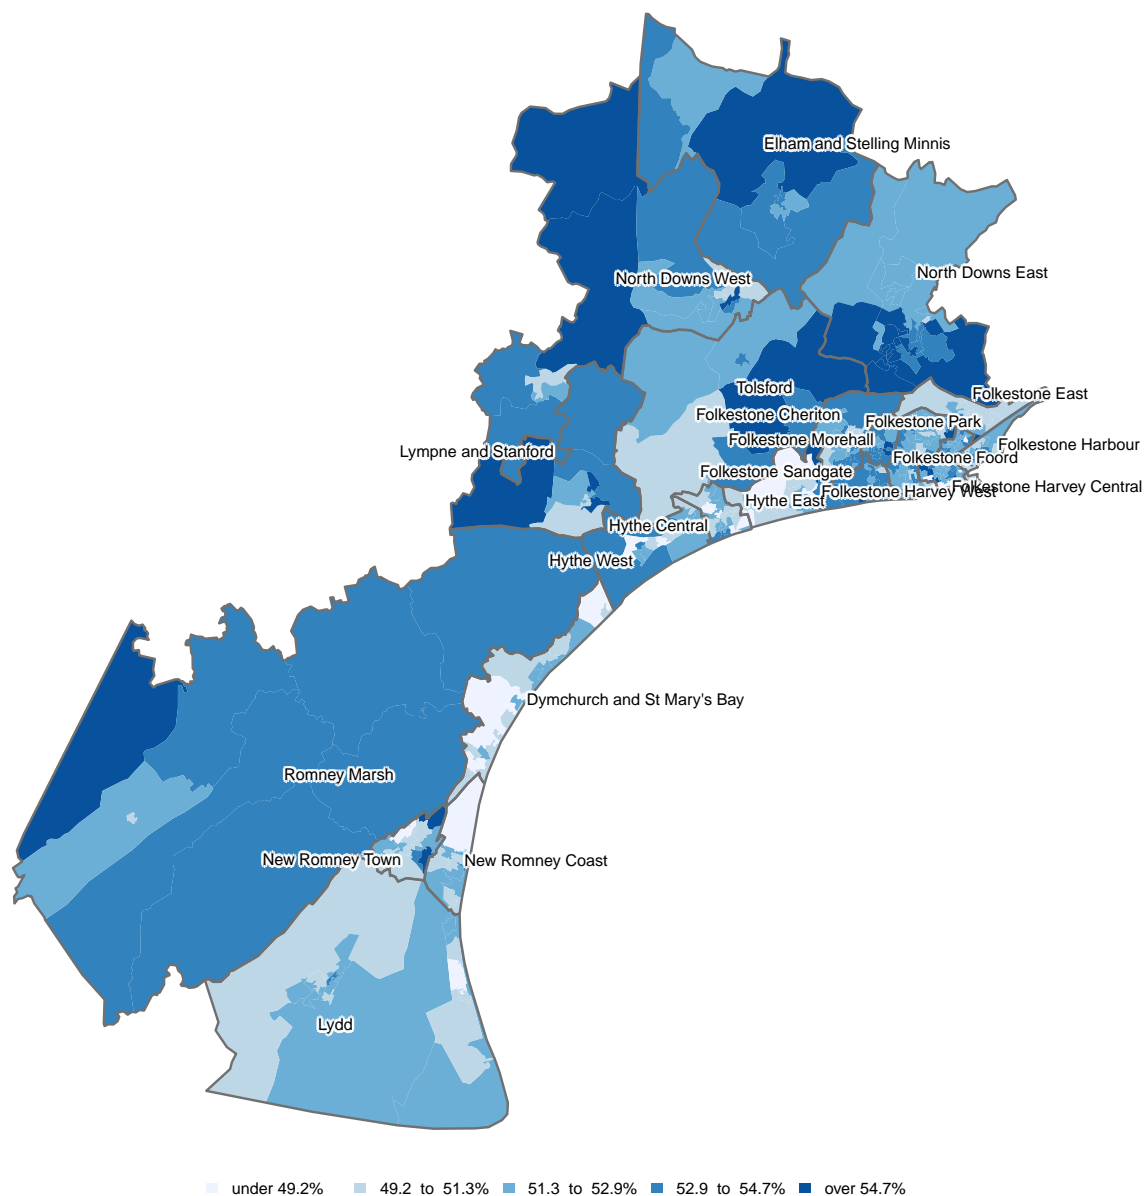 Elham and Stelling Minnis
North Downs East
North Downs West
Tolsford
Folkestone East
Folkestone Cheriton
Folkestone Park
Folkestone Morehall
Folkestone Harbour
Lympne and Stanford
Folkestone Foord
Folkestone Sandgate
Folkestone Harvey Central
Folkestone Harvey West
Hythe East
Hythe Central
Hythe West
Dymchurch and St Mary's Bay
Romney Marsh
New Romney Town
New Romney Coast
Lydd
under 49.2% 49.2 to 51.3% 51.3 to 52.9% 52.9 to 54.7% over 54.7%